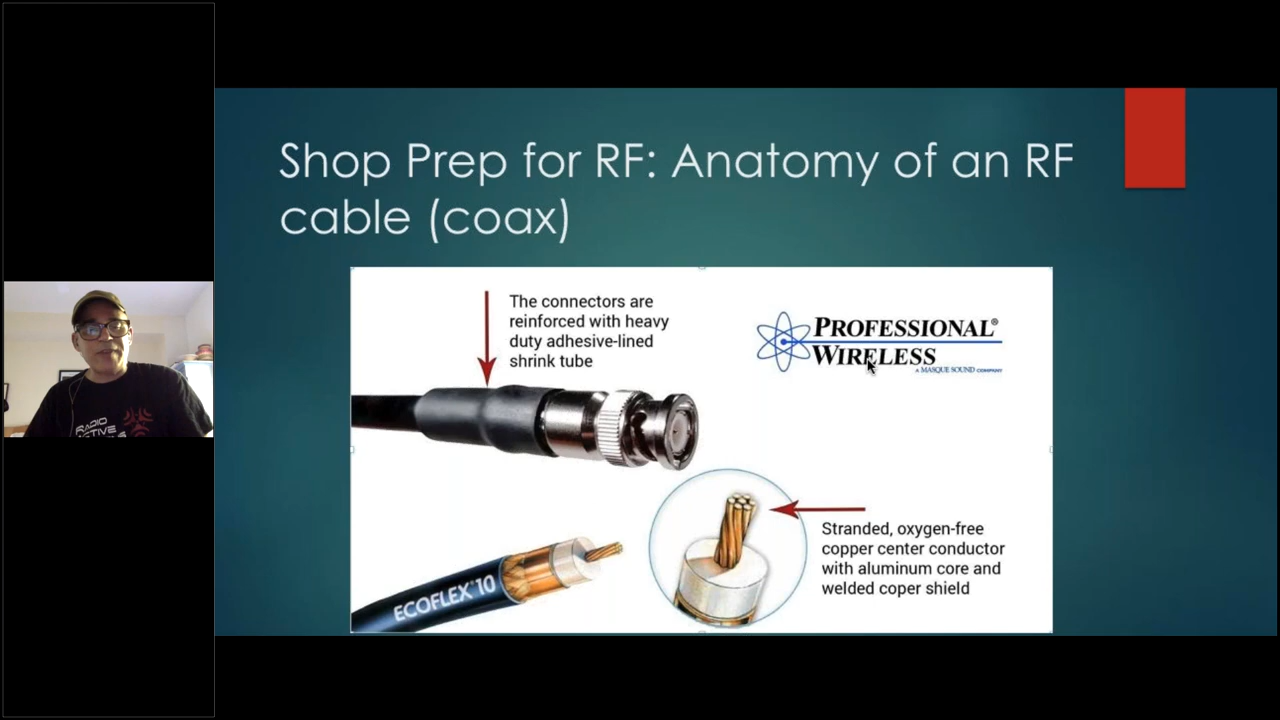 Shop Prep for RF: Anatomy of an RF
cable (coax)
The connectors are
reinforced with heavy
duty adhesive-lined
shrink tube
PROFESSIONAL®
WIRELESS
A MASQUE SOUND COMPANY
RADIO
ACTIVE
Stranded, oxygen-free
copper center conductor
with aluminum core and
welded coper shield
ECOFLEX®10